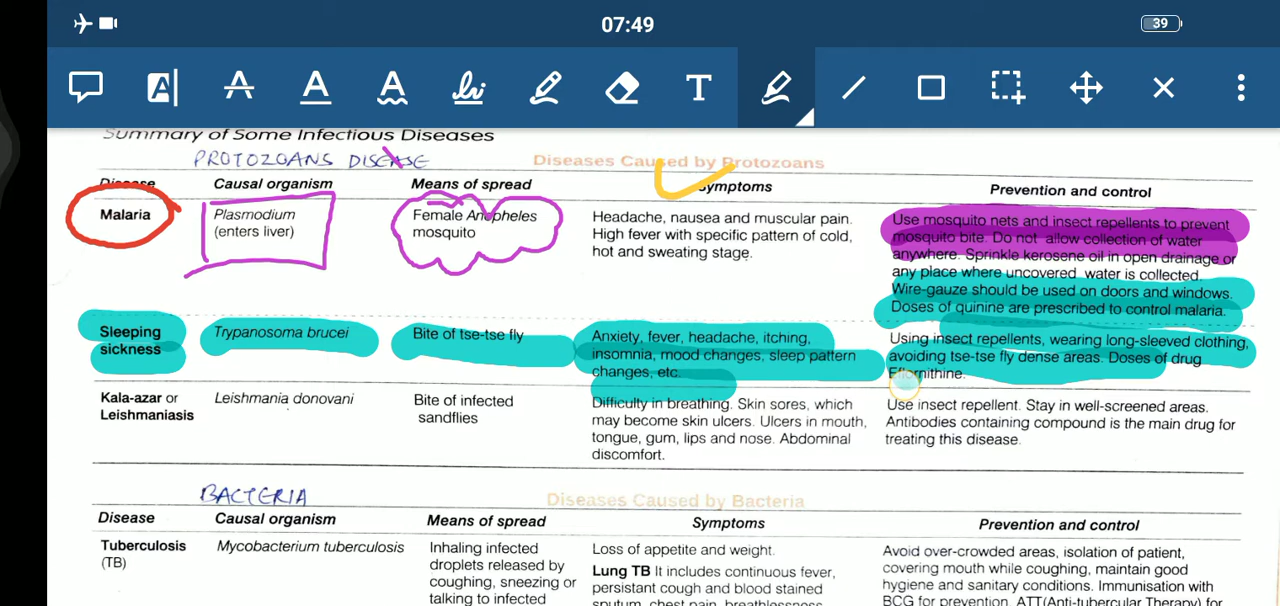 07:49
39
A
A
A
T
Summary of Some Infectious Diseases
PROTOZOANS DISEASE
Diseases Caused by Protozoans
Disease Causal organism Means of spread Symptoms Prevention and control
Malaria
Plasmodium
(enters liver)
Female Anopheles
mosquito
Headache, nausea and muscular pain.
High fever with specific pattern of cold,
hot and sweating stage.
Use mosquito nets and insect repellents to prevent
mosquito bite. Do not allow collection of water
anywhere. Sprinkle kerosene oil in open drainage or
any place where uncovered water is collected.
Wire-gauze should be used on doors and windows.
Doses of quinine are prescribed to control malaria.
Sleeping
sickness
Trypanosoma brucei
Bite of tse-tse fly
Anxiety, fever, headache, itching,
insomnia, mood changes, sleep pattern
changes, etc.
Using insect repellents, wearing long-sleeved clothing,
avoiding tse-tse fly dense areas. Doses of drug
Eflornithine.
Kala-azar or
Leishmaniasis
Leishmania donovani
Bite of infected
sandflies
Difficulty in breathing. Skin sores, which
may become skin ulcers. Ulcers in mouth,
tongue, gum, lips and nose. Abdominal
discomfort.
Use insect repellent. Stay in well-screened areas.
Antibodies containing compound is the main drug for
treating this disease.
BACTERIA
Diseases Caused by Bacteria
Disease Causal organism Means of spread Symptoms Prevention and control
Tuberculosis
(TB)
Mycobacterium tuberculosis
Inhaling infected
droplets released by
coughing, sneezing or
talking to infected
Loss of appetite and weight.
Lung TB It includes continuous fever,
persistant cough and blood stained
sputum, chest pain, breathlessness
Avoid over-crowded areas, isolation of patient,
covering mouth while coughing, maintain good
hygiene and sanitary conditions. Immunisation with
BCG for prevention. ATT(Anti-tubercular Therapy) for